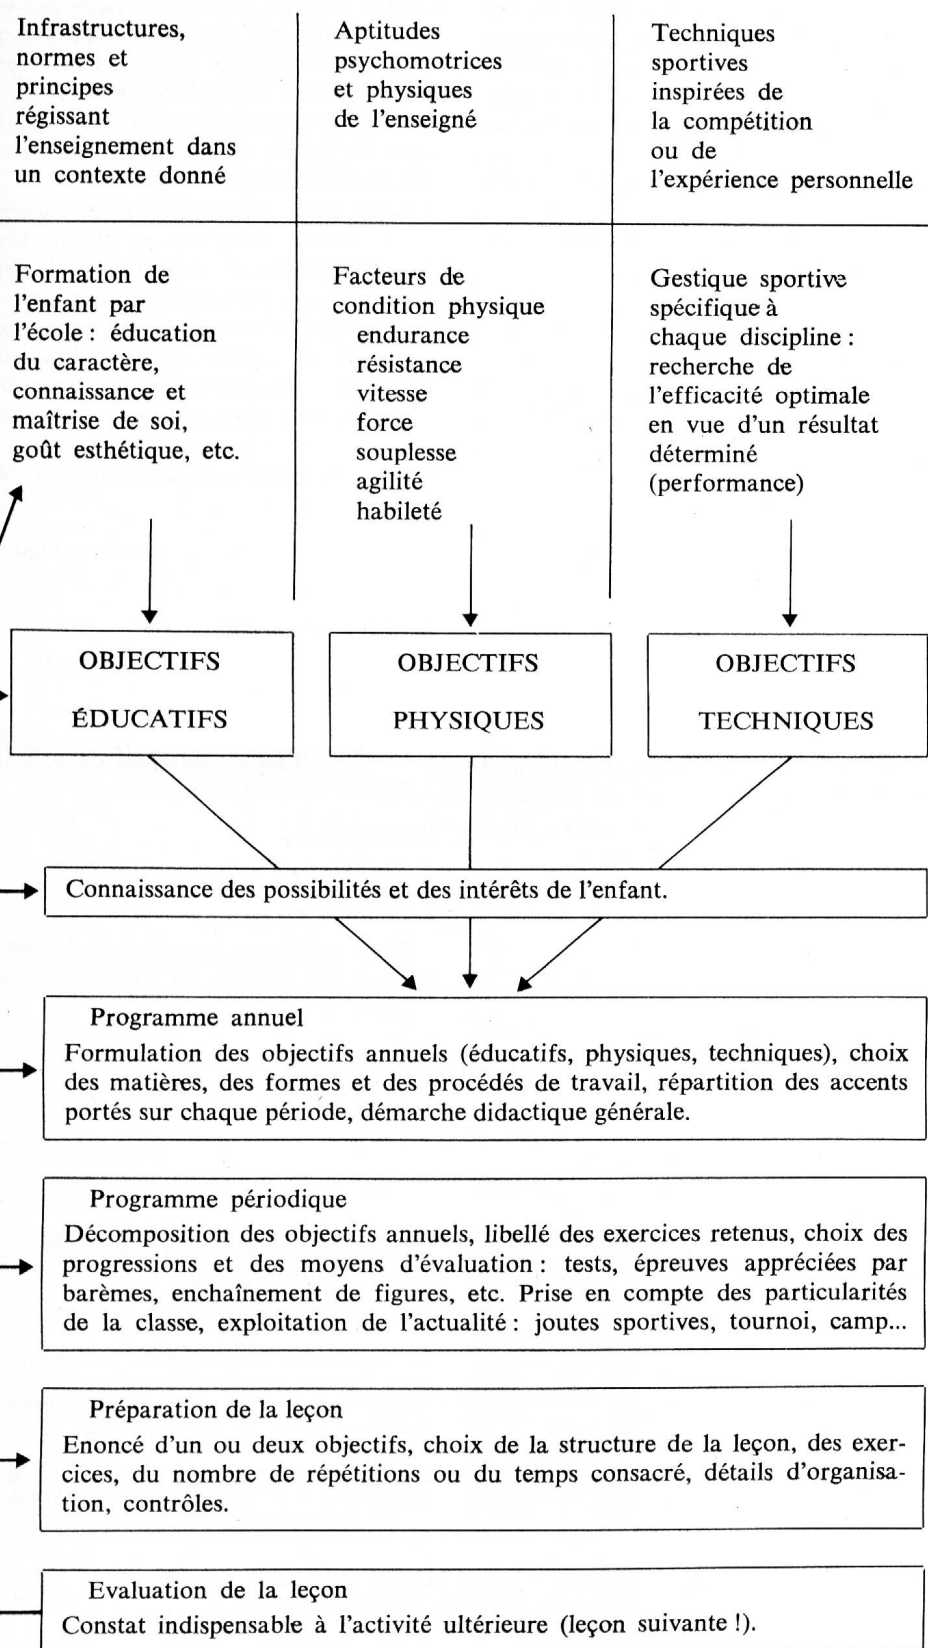 Infrastructures,
normes et
principes
régissant
l'enseignement dans
un contexte donné
Aptitudes
psychomotrices
et physiques
de l'enseigné
Techniques
sportives
inspirées de
la compétition
ou de
l'expérience personnelle
Formation de
l'enfant par
l'école : éducation
du caractère,
connaissance et
maîtrise de soi,
goût esthétique, etc.
Facteurs de
condition physique
endurance
résistance
vitesse
force
souplesse
agilité
habileté
Gestique sportive
spécifique à
chaque discipline :
recherche de
l'efficacité optimale
en vue d'un résultat
déterminé
(performance)
OBJECTIFS
ÉDUCATIFS
OBJECTIFS
PHYSIQUES
OBJECTIFS
TECHNIQUES
Connaissance des possibilités et des intérêts de l'enfant.
Programme annuel
Formulation des objectifs annuels (éducatifs, physiques, techniques), choix
des matières, des formes et des procédés de travail, répartition des accents
portés sur chaque période, démarche didactique générale.
Programme périodique
Décomposition des objectifs annuels, libellé des exercices retenus, choix des
progressions et des moyens d'évaluation : tests, épreuves appréciées par
barèmes, enchaînement de figures, etc. Prise en compte des particularités
de la classe, exploitation de l'actualité : joutes sportives, tournoi, camp...
Préparation de la leçon
Enoncé d'un ou deux objectifs, choix de la structure de la leçon, des exer-
cices, du nombre de répétitions ou du temps consacré, détails d'organisa-
tion, contrôles.
Evaluation de la leçon
Constat indispensable à l'activité ultérieure (leçon suivante !).